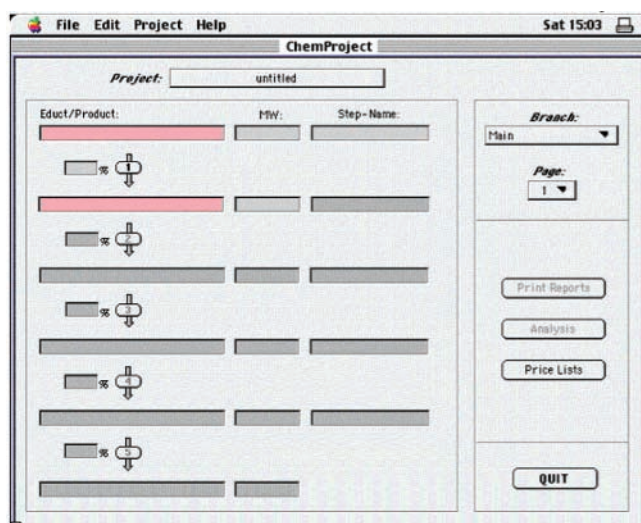 File Edit Project Help Sat 15:03
ChemProject
Project: untitled
Educt/Product: MW: Step-Name:
% 1
% 2
% 3
% 4
% 5
Branch:
Main
Page:
1
Print Reports
Analysis
Price Lists
QUIT